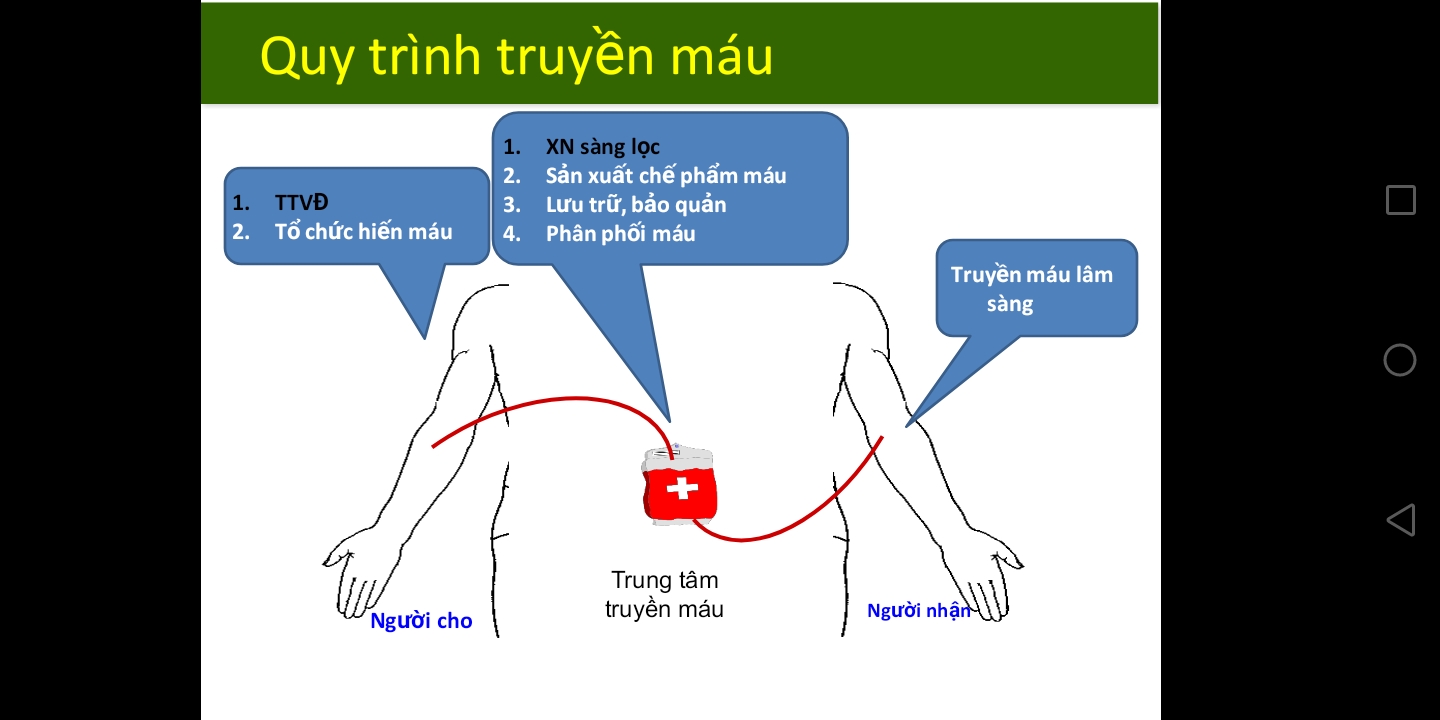 Quy trình truyền máu
1. TTVĐ
2. Tổ chức hiến máu
1. XN sàng lọc
2. Sản xuất chế phẩm máu
3. Lưu trữ, bảo quản
4. Phân phối máu
Truyền máu lâm
sàng
Trung tâm
truyền máu
Người cho
Người nhận